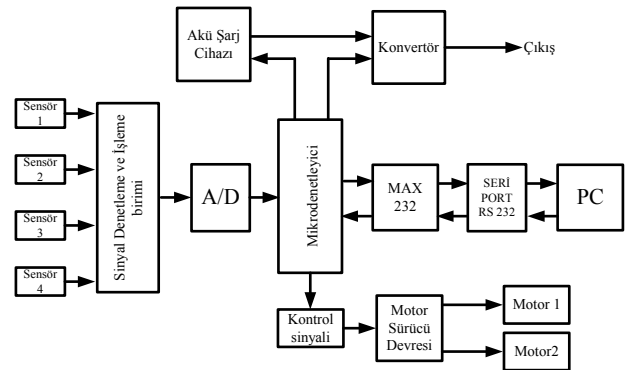 Akü Şarj
Cihazı
Konvertör
Çıkış
Sensör
1
Sensör
2
Sensör
3
Sensör
4
Sinyal Denetleme ve İşleme
birimi
A/D
Mikrodenetleyici
MAX
232
SERİ
PORT
RS 232
PC
Kontrol
sinyali
Motor
Sürücü
Devresi
Motor 1
Motor2